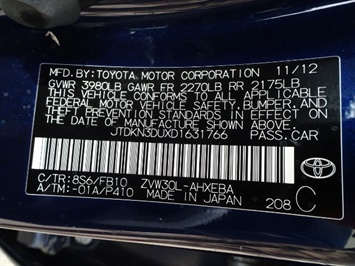 MFD. BY: TOYOTA MOTOR CORPORATION 11/12
GVWR 3980LB GAWR FR 2270LB RR 2175LB
THIS VEHICLE CONFORMS TO ALL APPLICABLE
FEDERAL MOTOR VEHICLE SAFETY, BUMPER, AND
THEFT PREVENTION STANDARDS IN EFFECT ON THE
DATE OF MANUFACTURE SHOWN ABOVE.
JTDKN3DUXD1631766
C/TR: 8S6/FB10 ZVW30L-AHXEBA
A/TM: -01A/P410 MADE IN JAPAN 208 C
TOYOTA